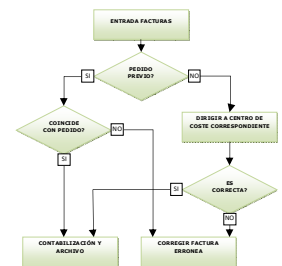 ENTRADA FACTURAS
PEDIDO
PREVIO?
SI
NO
COINCIDE
CON PEDIDO?
NO
DIRIGIR A CENTRO DE
COSTE CORRESPONDIENTE
SI
ES
CORRECTA?
SI
NO
CONTABILIZACIÓN Y
ARCHIVO
CORREGIR FACTURA
ERRONEA